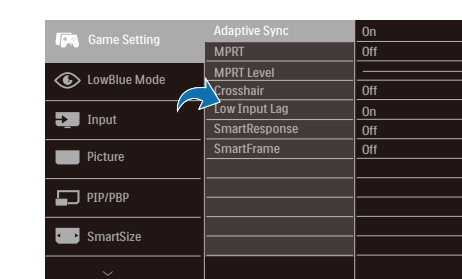 Game Setting
LowBlue Mode
Input
Picture
PIP/PBP
SmartSize
Adaptive Sync On
MPRT Off
MPRT Level
Crosshair Off
Low Input Lag On
SmartResponse Off
SmartFrame Off